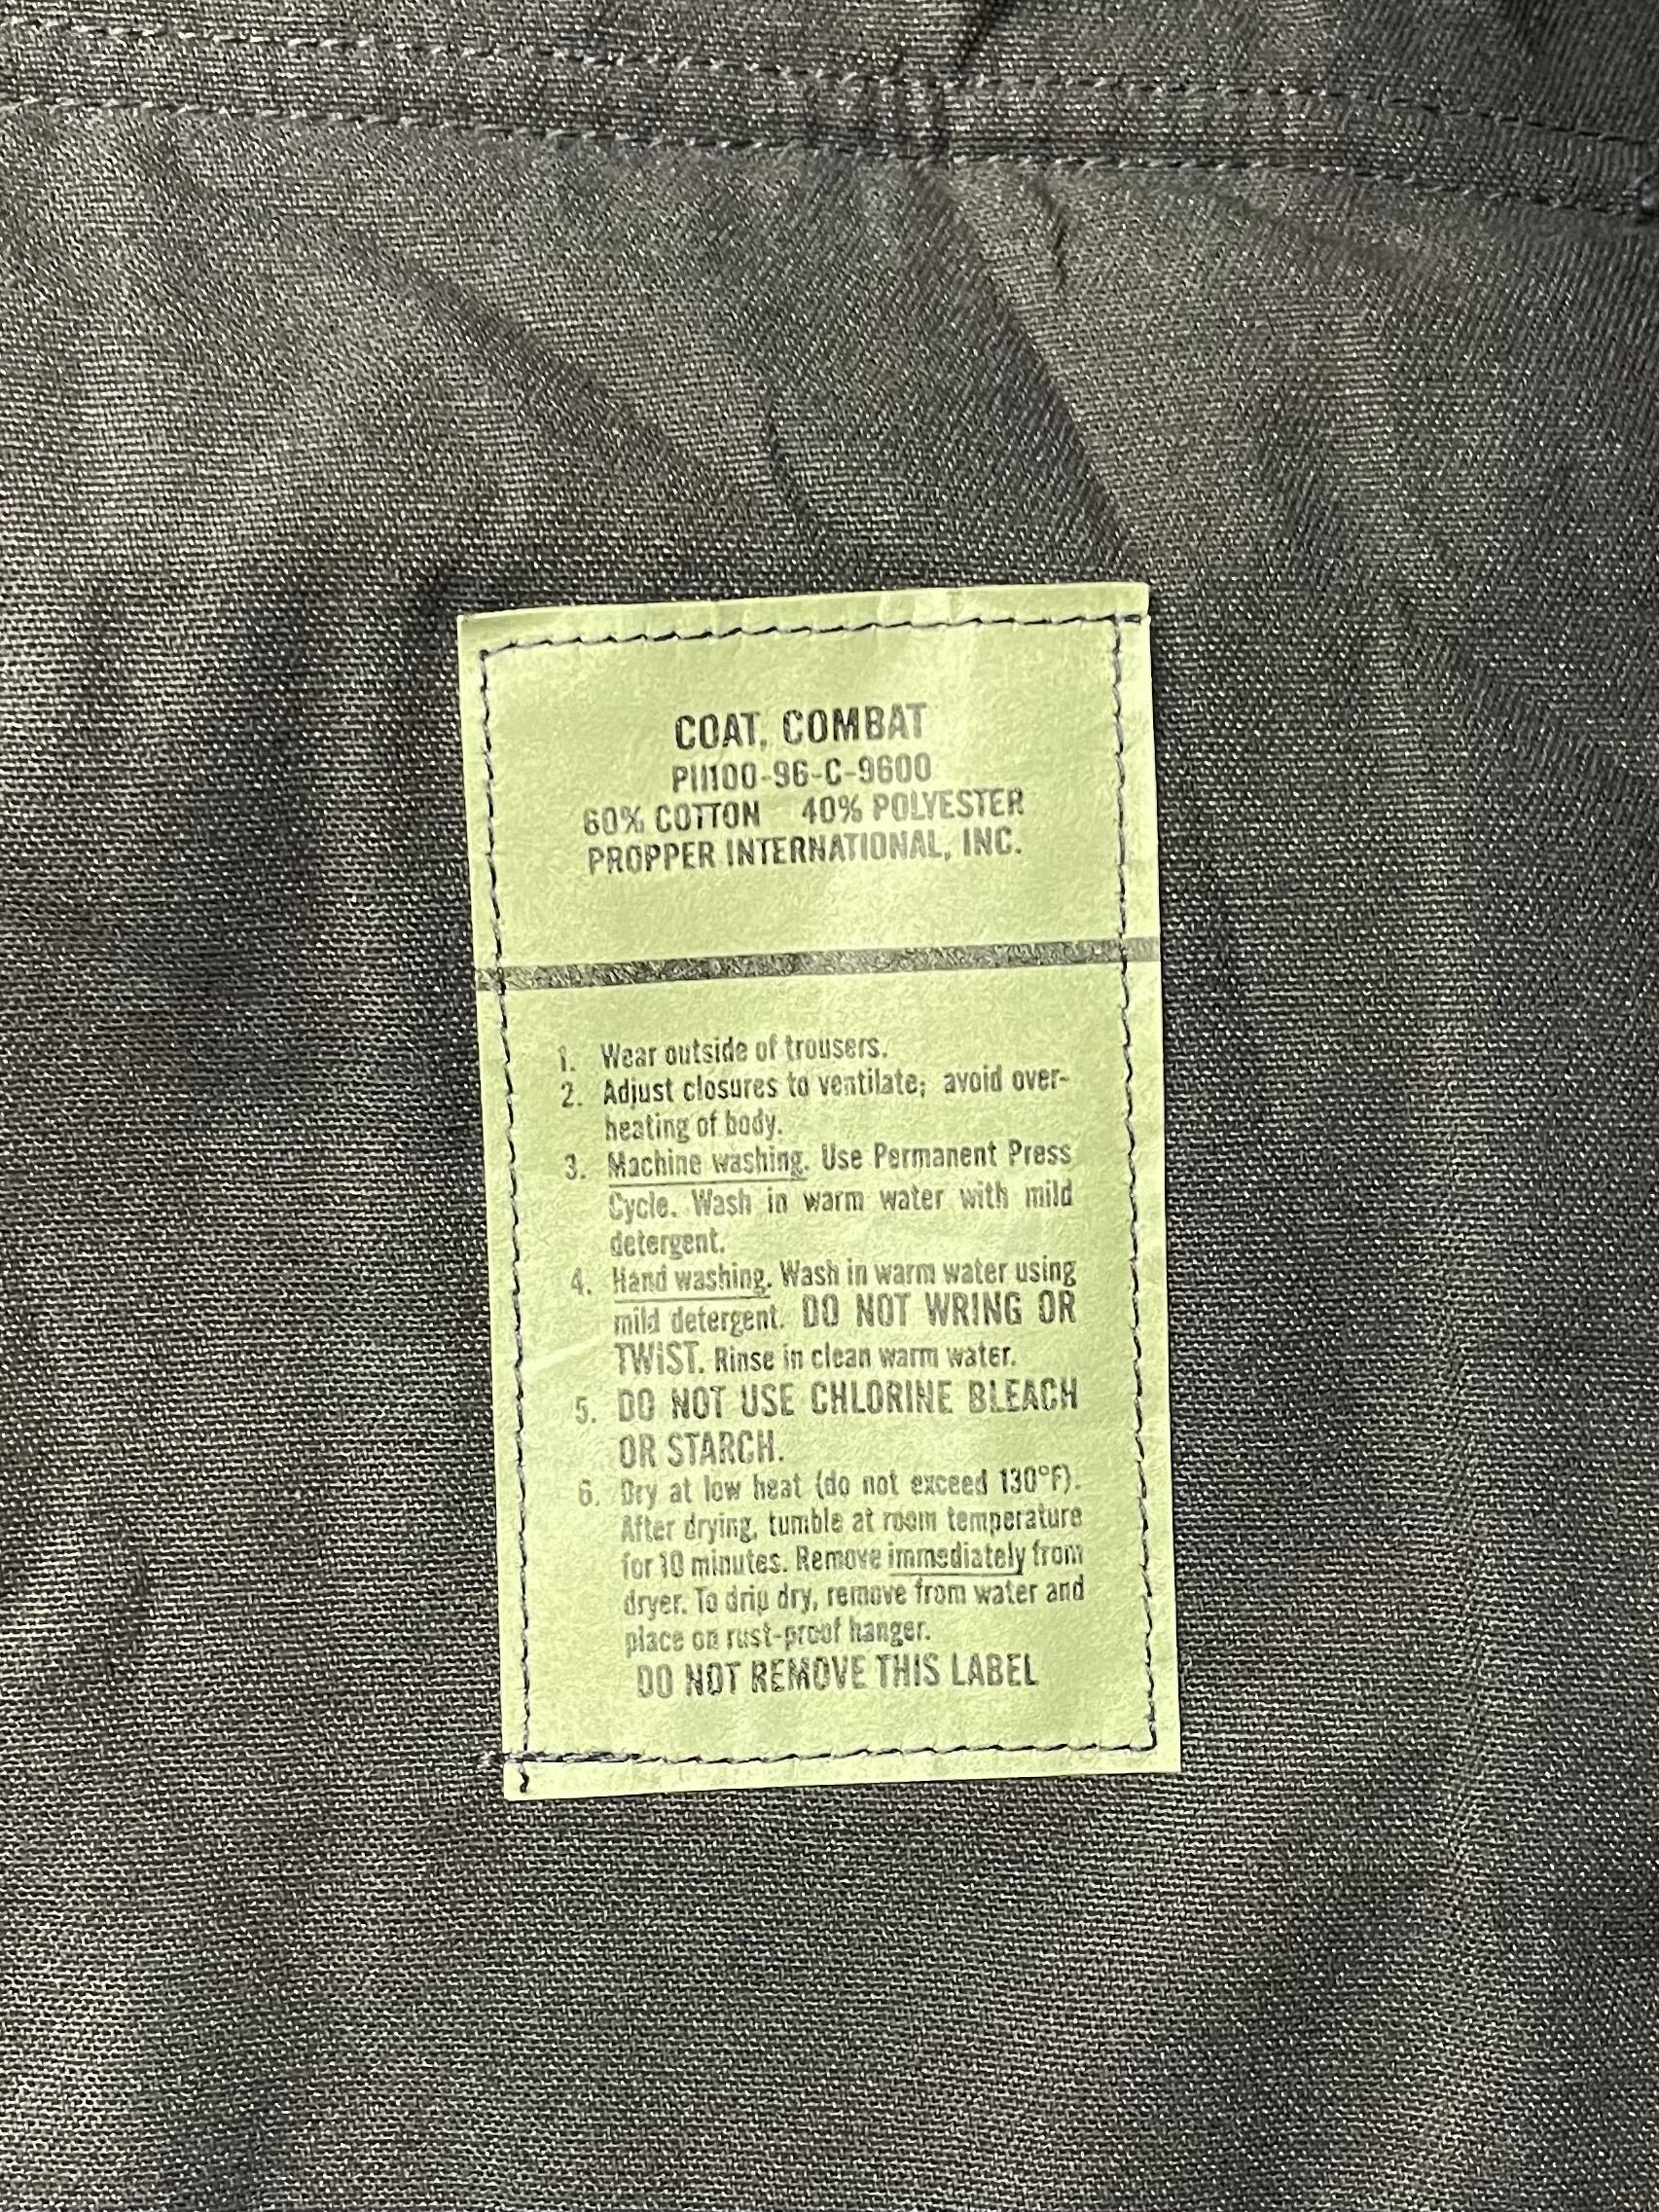 COAT, COMBAT
PII100-96-C-9600
60% COTTON 40% POLYESTER
PROPPER INTERNATIONAL, INC.
1. Wear outside of trousers.
2. Adjust closures to ventilate; avoid over-
heating of body.
3. Machine washing. Use Permanent Press
Cycle. Wash in warm water with mild
detergent.
4. Hand washing. Wash in warm water using
mild detergent. DO NOT WRING OR
TWIST. Rinse in clean warm water.
5. DO NOT USE CHLORINE BLEACH
OR STARCH.
6. Dry at low heat (do not exceed 130°F).
After drying, tumble at room temperature
for 10 minutes. Remove immediately from
dryer. To drip dry, remove from water and
place on rust-proof hanger.
DO NOT REMOVE THIS LABEL